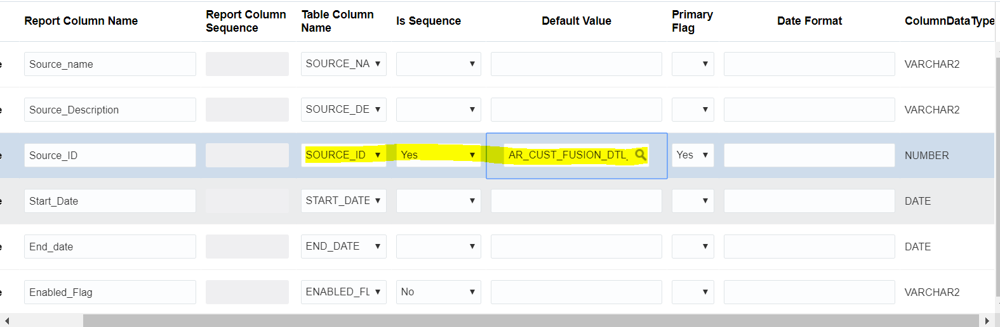 Report Column Name Report Column Sequence Table Column Name Is Sequence Default Value Primary Flag Date Format ColumnDataType
Source_name SOURCE_NA VARCHAR2
Source_Description SOURCE_DE VARCHAR2
Source_ID SOURCE_ID Yes AR_CUST_FUSION_DTL_ Yes NUMBER
Start_Date START_DATE DATE
End_date END_DATE DATE
Enabled_Flag ENABLED_FL No VARCHAR2